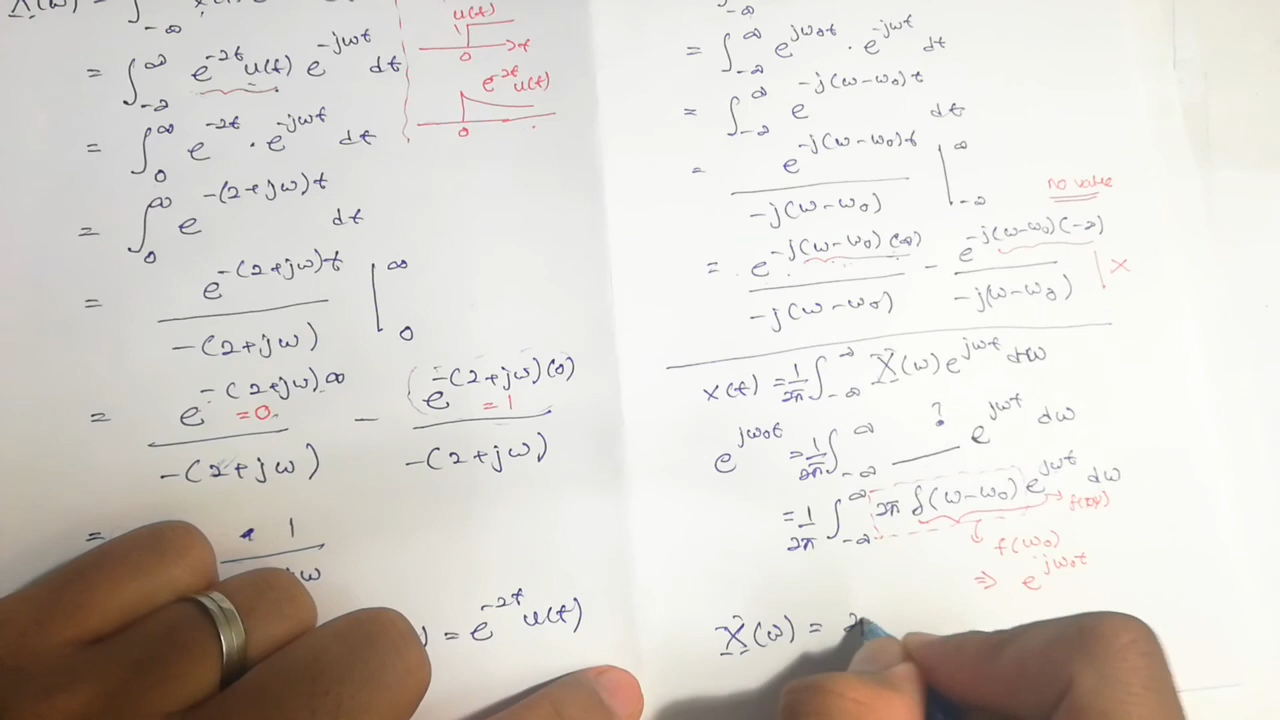 X(ω) = ∫ -∞
= ∫ -∞ ∞ e^-2t u(t) e^-jωt dt
= ∫ 0 ∞ e^-2t · e^-jωt dt
= ∫ 0 ∞ e^-(2+jω)t dt
= e^-(2+jω)t / -(2+jω) | 0 ∞
= e^-(2+jω)∞ =0 / -(2+jω) - e^-(2+jω)(0) =1 / -(2+jω)
= 1 / jω
) = e^-2t u(t)
u(t)
0 t
e^-2t u(t)
0
-∞
= ∫ -∞ ∞ e^jω0t · e^-jωt dt
= ∫ -∞ ∞ e^-j(ω-ω0)t dt
= e^-j(ω-ω0)t / -j(ω-ω0) | -∞ ∞
no value
= e^-j(ω-ω0)(∞) / -j(ω-ω0) - e^-j(ω-ω0)(-∞) / -j(ω-ω0) | X
x(t) = 1/2π ∫ -∞ ∞ X(ω) e^jωt dω
e^jω0t = 1/2π ∫ -∞ ∞ ? e^jωt dω
= 1/2π ∫ -∞ ∞ 2π δ(ω-ω0) e^jωt dω
f(ω0)
⇒ e^jω0t
X(ω) = 2π